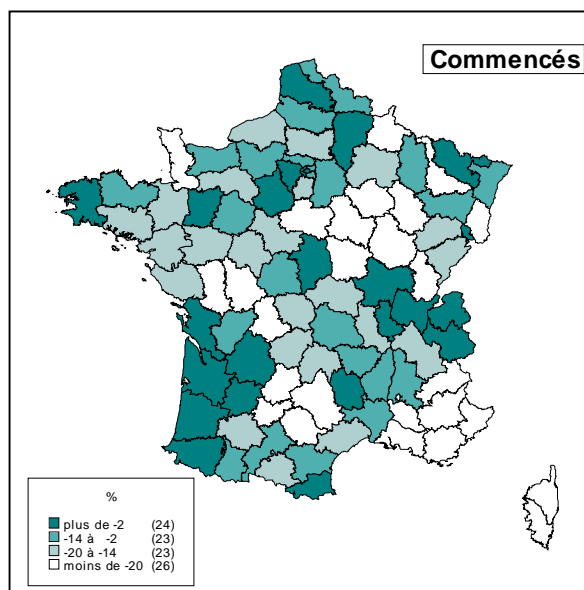 Commencés
%
plus de -2 (24)
-14 à -2 (23)
-20 à -14 (23)
moins de -20 (26)